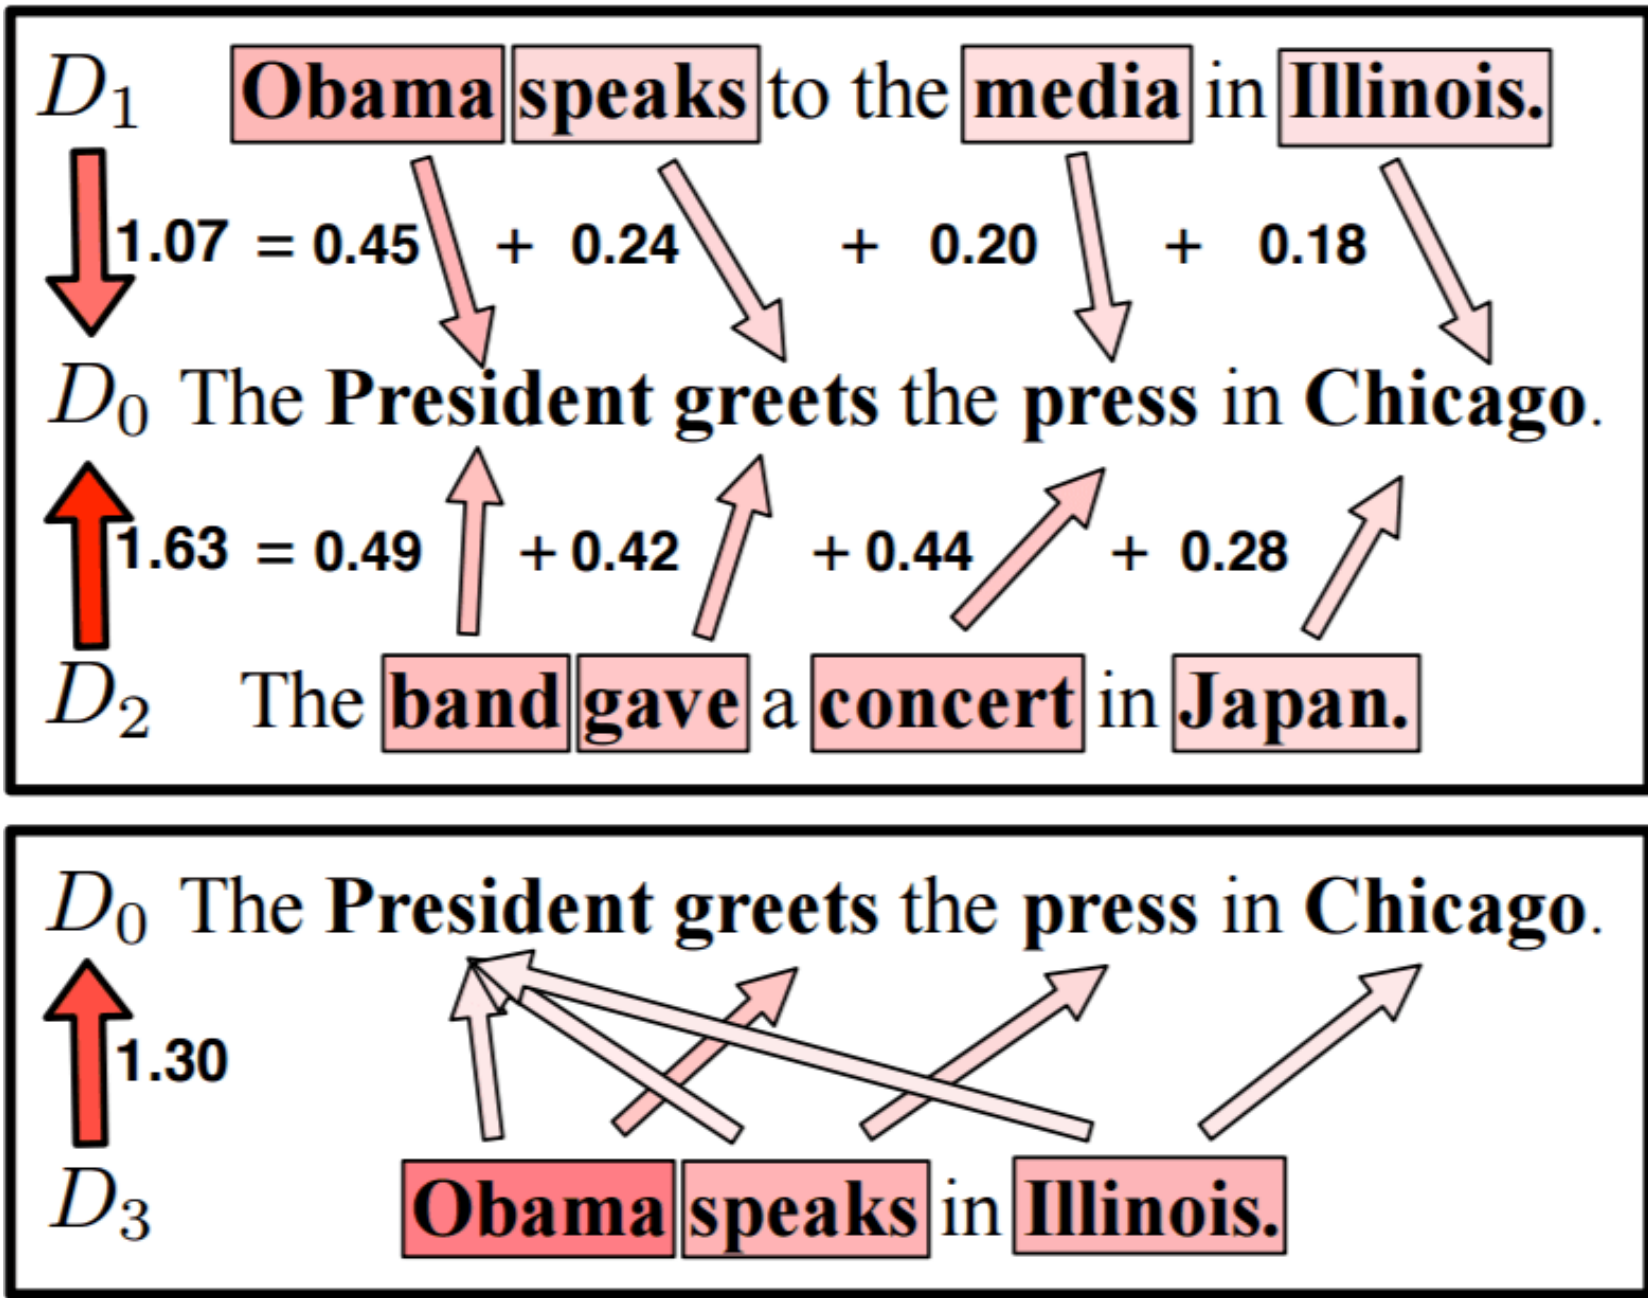 D1 Obama speaks to the media in Illinois.
1.07 = 0.45 + 0.24 + 0.20 + 0.18
D0 The President greets the press in Chicago.
1.63 = 0.49 + 0.42 + 0.44 + 0.28
D2 The band gave a concert in Japan.
D0 The President greets the press in Chicago.
1.30
D3 Obama speaks in Illinois.